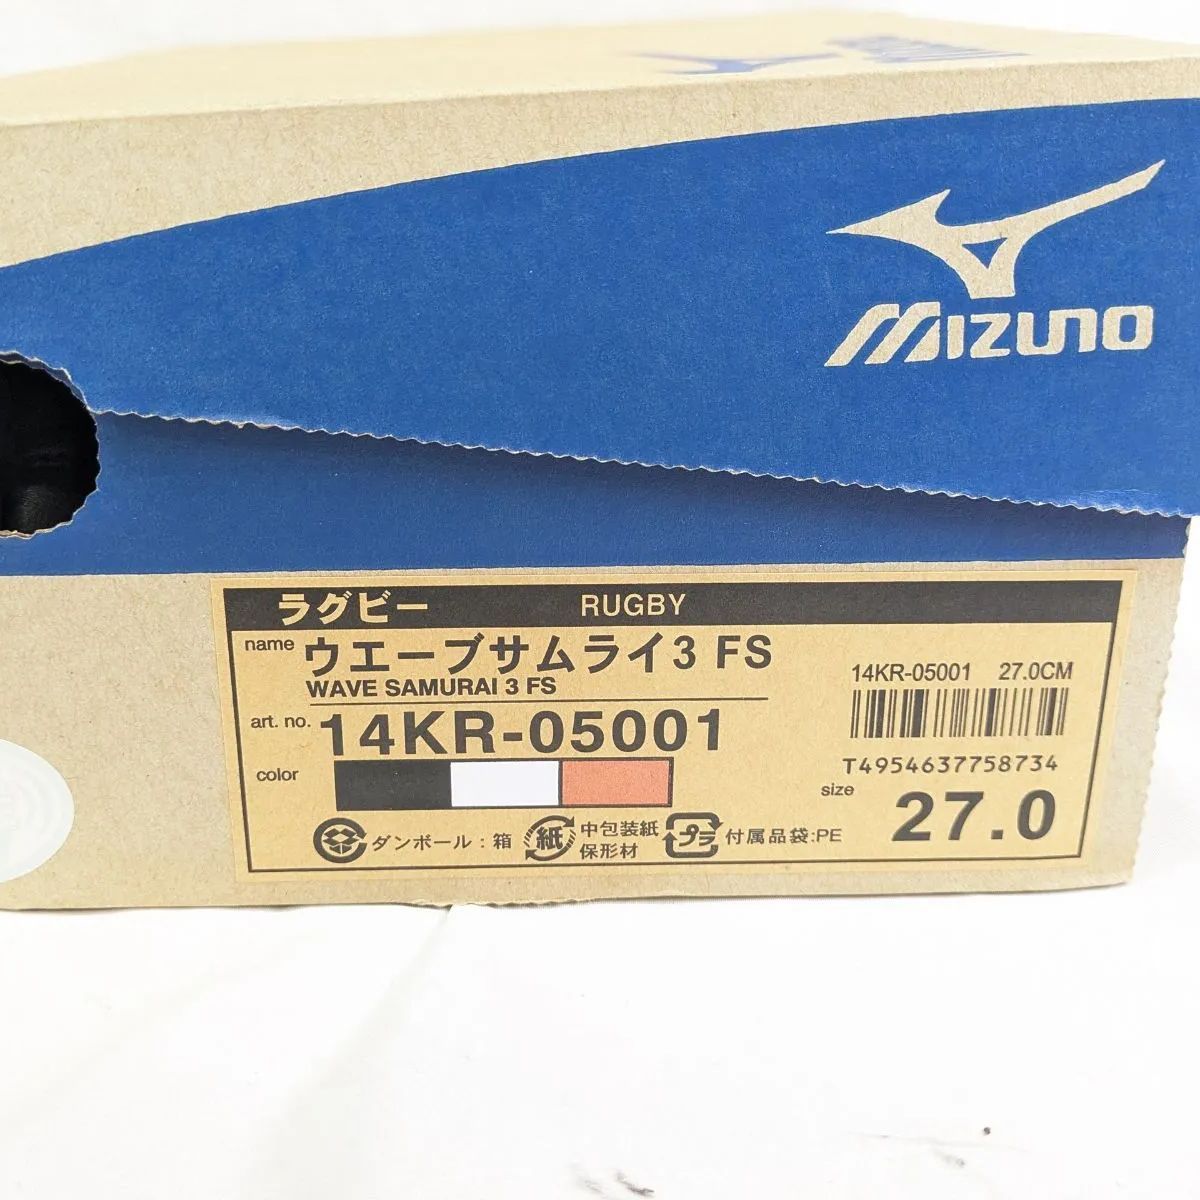 MIZUNO
ラグビー RUGBY
name ウエーブサムライ3 FS
WAVE SAMURAI 3 FS
art. no. 14KR-05001
color
14KR-05001 27.0CM
T4954637758734
size 27.0
ダンボール：箱 紙 中包装紙 保形材 プラ 付属品袋:PE